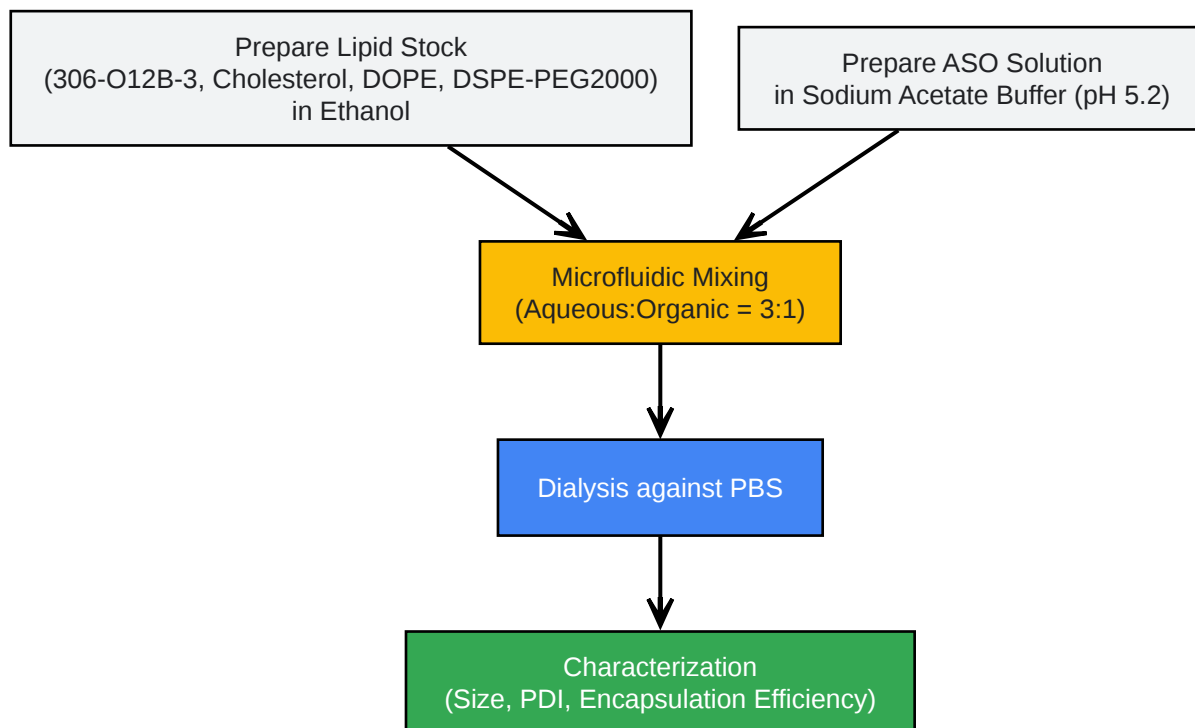 Prepare Lipid Stock
(306-O12B-3, Cholesterol, DOPE, DSPE-PEG2000)
in Ethanol
Prepare ASO Solution
in Sodium Acetate Buffer (pH 5.2)
Microfluidic Mixing
(Aqueous:Organic = 3:1)
Dialysis against PBS
Characterization
(Size, PDI, Encapsulation Efficiency)